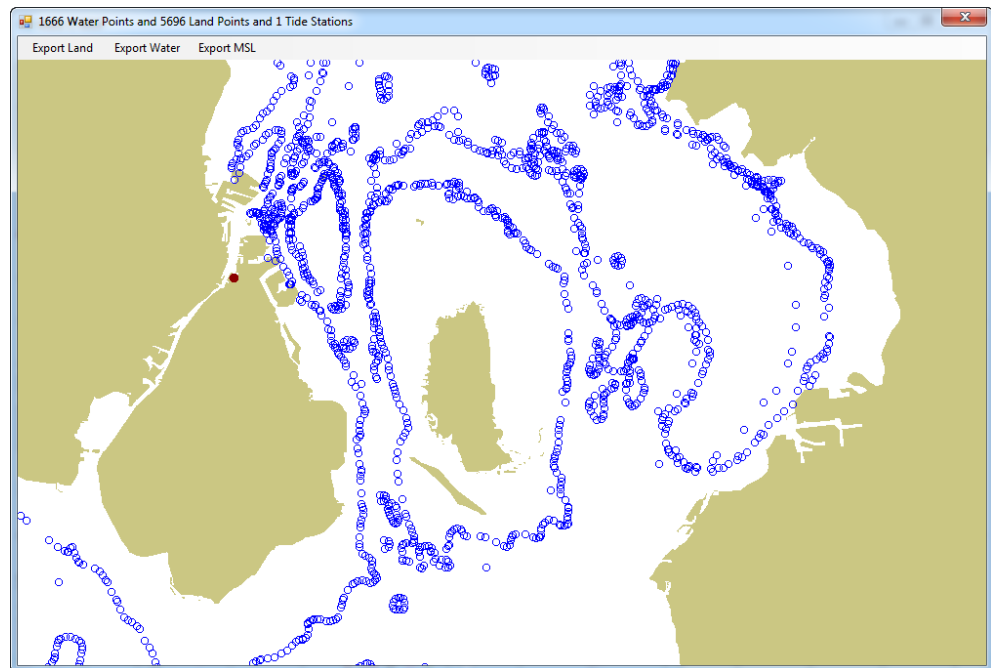 1666 Water Points and 5696 Land Points and 1 Tide Stations
Export Land Export Water Export MSL